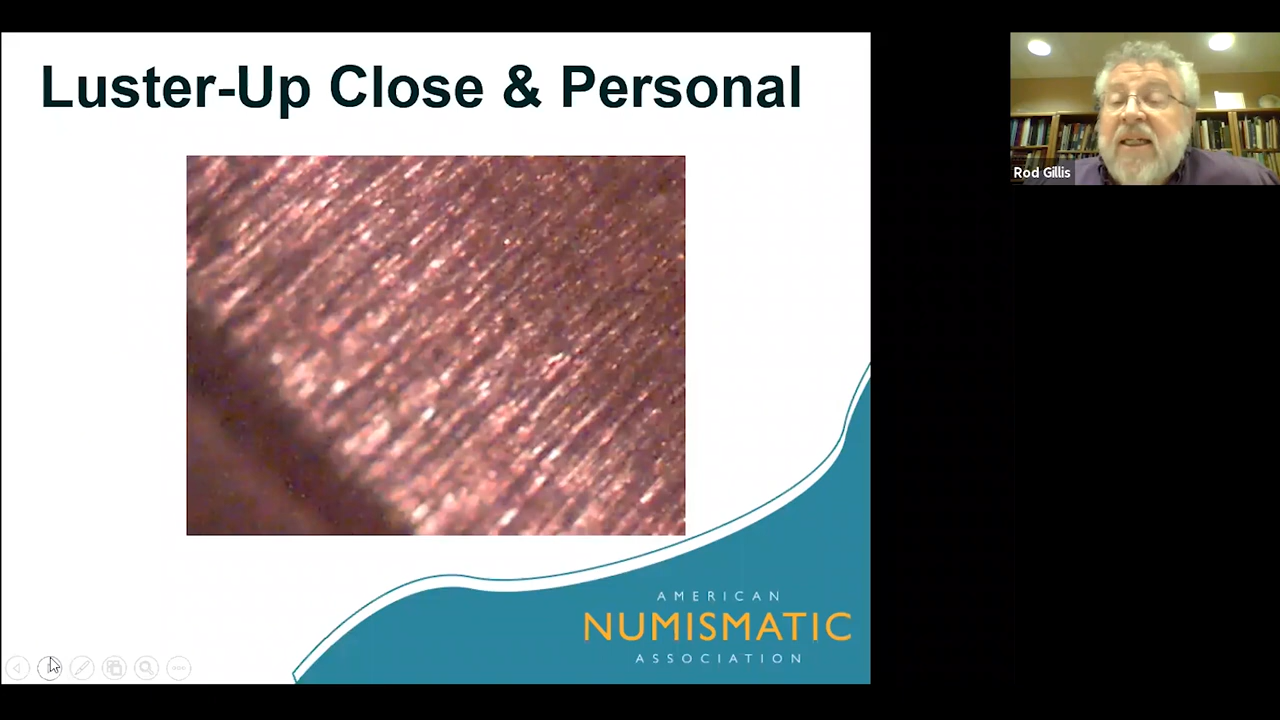 Luster-Up Close & Personal
Rod Gillis
AMERICAN
NUMISMATIC
ASSOCIATION